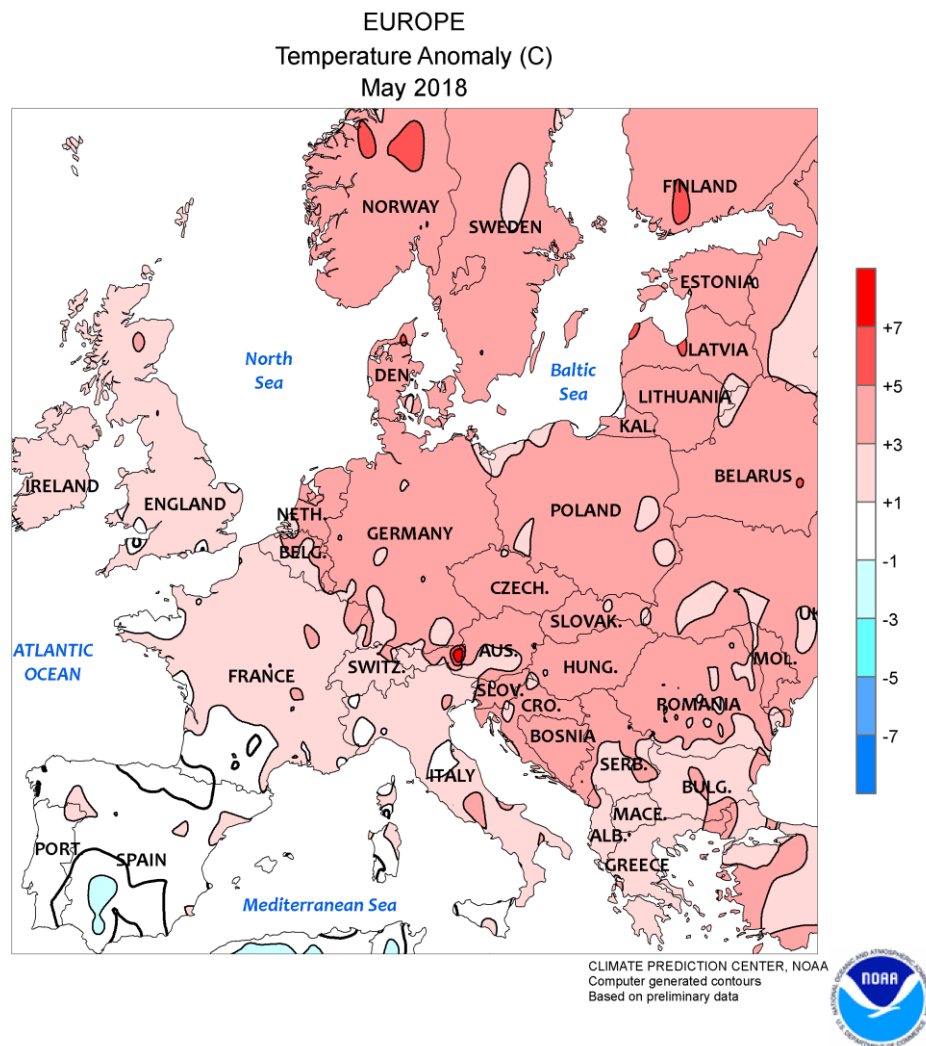 EUROPE
Temperature Anomaly (C)
May 2018
NORWAY
FINLAND
SWEDEN
ESTONIA
North
Sea
LATVIA
DEN.
Baltic
Sea
LITHUANIA
KAL.
BELARUS
IRELAND
ENGLAND
NETH.
POLAND
GERMANY
BELG.
CZECH.
SLOVAK.
UK
ATLANTIC
OCEAN
AUS.
MOL.
FRANCE
SWITZ.
HUNG.
SLOV.
CRO.
ROMANIA
BOSNIA
SERB.
ITALY
BULG.
MACE.
ALB.
PORT.
SPAIN
GREECE
Mediterranean Sea
+7
+5
+3
+1
-1
-3
-5
-7
CLIMATE PREDICTION CENTER, NOAA
Computer generated contours
Based on preliminary data
NOAA